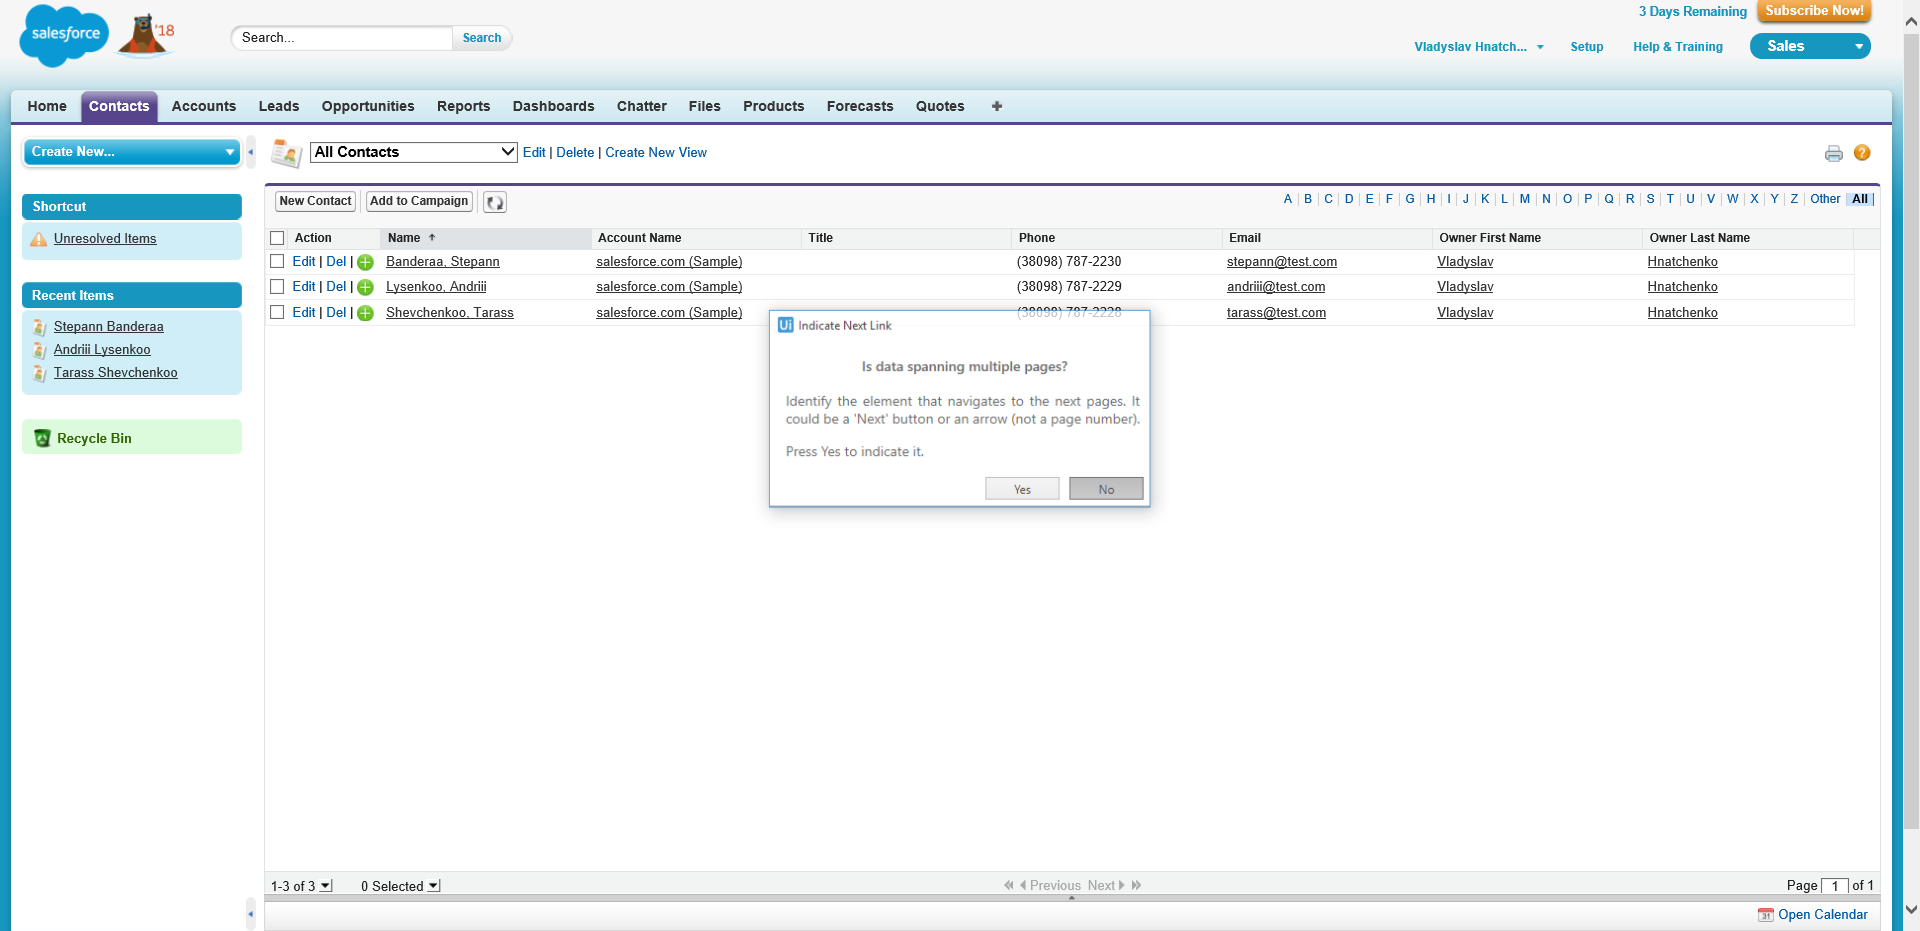 salesforce '18
Search... Search
3 Days Remaining Subscribe Now!
Vladyslav Hnatch... Setup Help & Training Sales
Home Contacts Accounts Leads Opportunities Reports Dashboards Chatter Files Products Forecasts Quotes
Create New...
All Contacts Edit | Delete | Create New View
Shortcut
Unresolved Items
Recent Items
Stepann Banderaa
Andriii Lysenkoo
Tarass Shevchenkoo
Recycle Bin
New Contact Add to Campaign
A | B | C | D | E | F | G | H | I | J | K | L | M | N | O | P | Q | R | S | T | U | V | W | X | Y | Z | Other | All |
Action Name Account Name Title Phone Email Owner First Name Owner Last Name
Edit | Del | Banderaa, Stepann salesforce.com (Sample) (38098) 787-2230 stepann@test.com Vladyslav Hnatchenko
Edit | Del | Lysenkoo, Andriii salesforce.com (Sample) (38098) 787-2229 andriii@test.com Vladyslav Hnatchenko
Edit | Del | Shevchenkoo, Tarass salesforce.com (Sample) (38098) 787-2228 tarass@test.com Vladyslav Hnatchenko
Ui Indicate Next Link
Is data spanning multiple pages?
Identify the element that navigates to the next pages. It
could be a 'Next' button or an arrow (not a page number).
Press Yes to indicate it.
Yes No
1-3 of 3 0 Selected Previous Next Page 1 of 1
31 Open Calendar